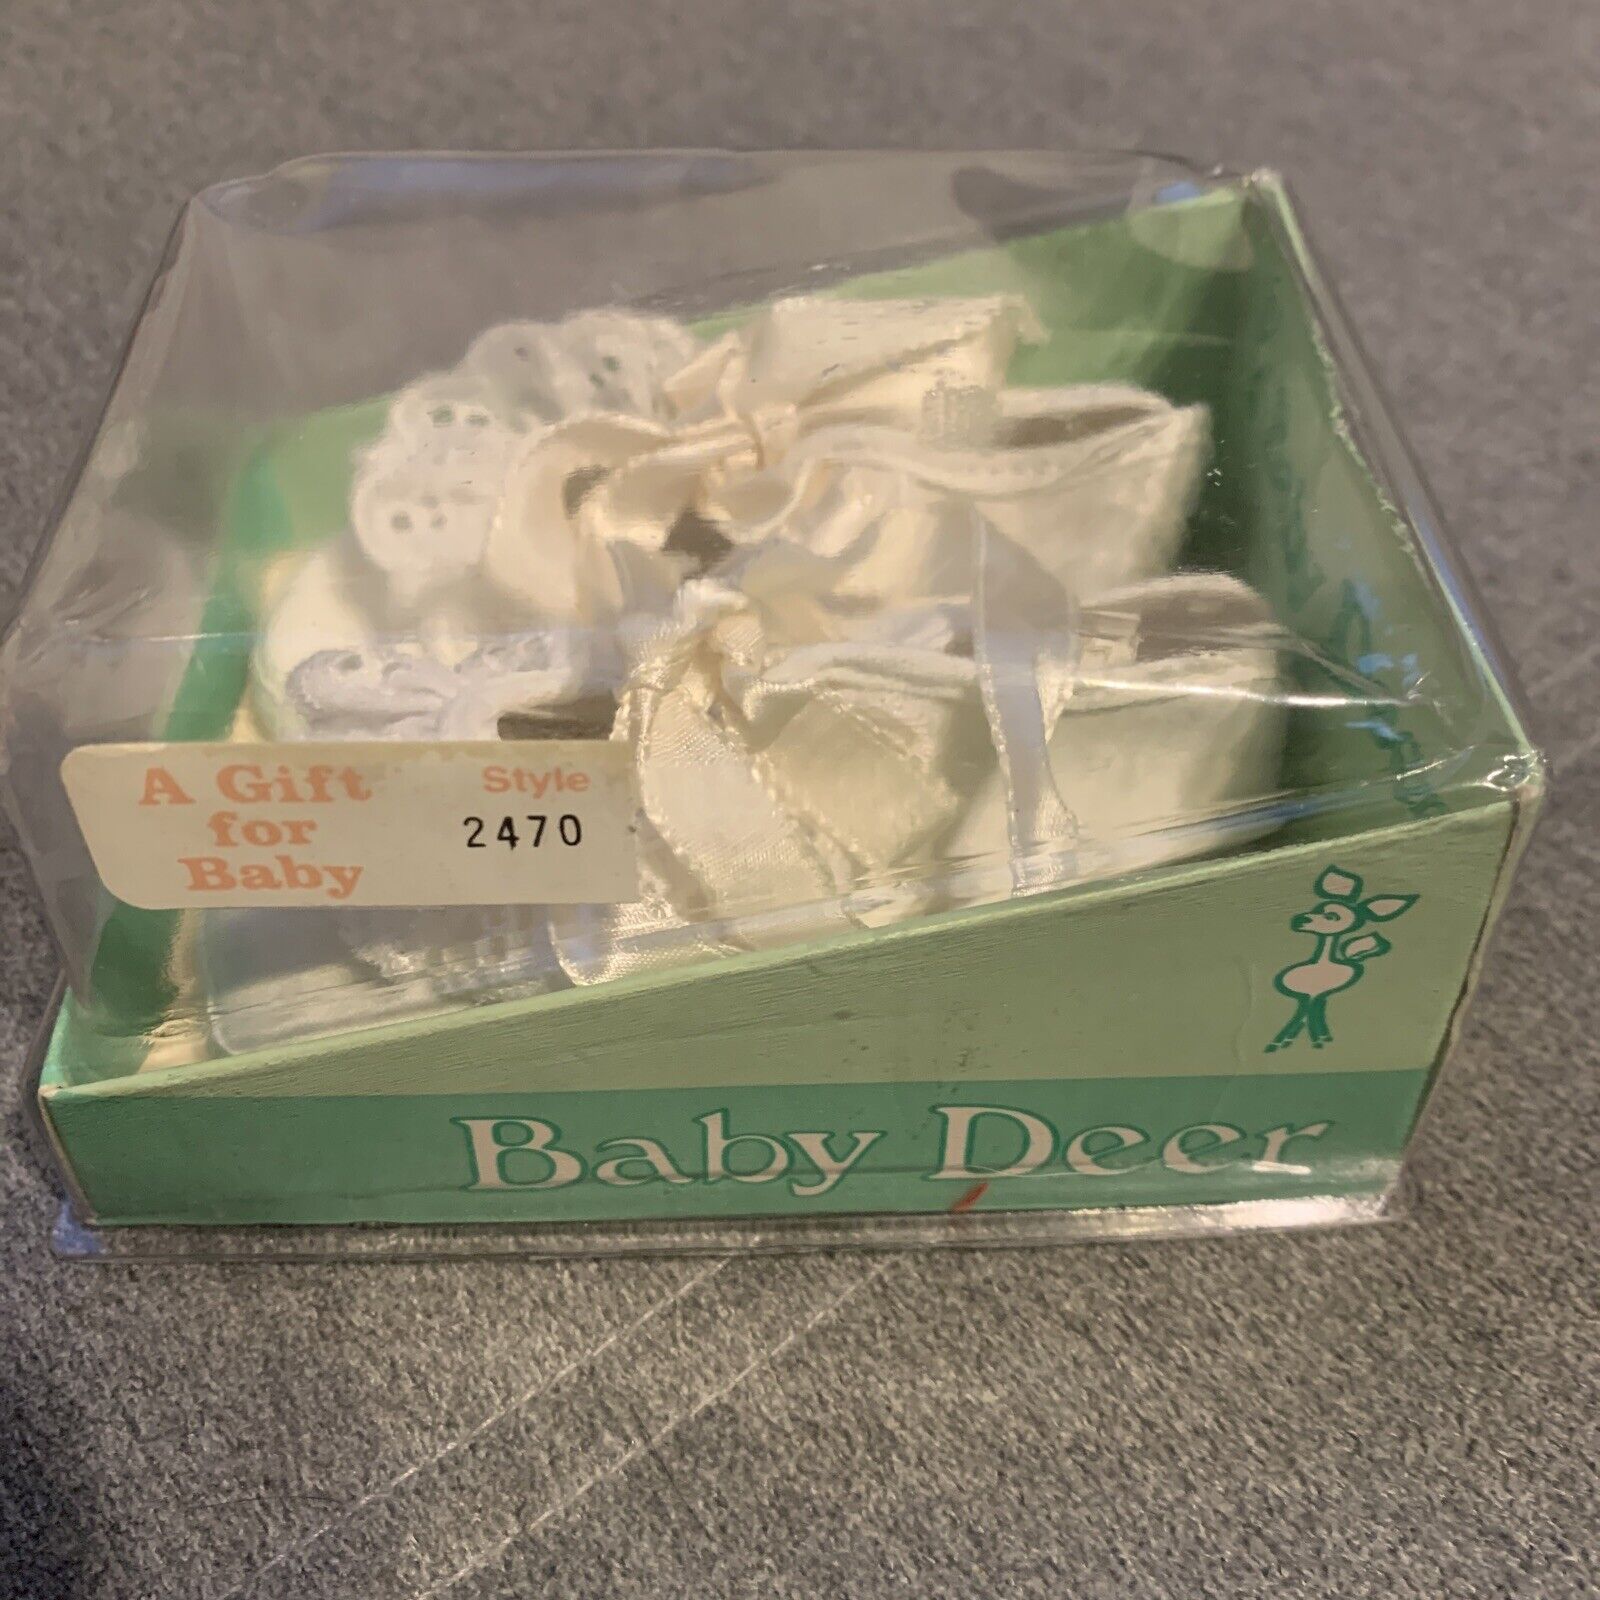 A Gift
for
Baby
Style
2470
Baby Deer